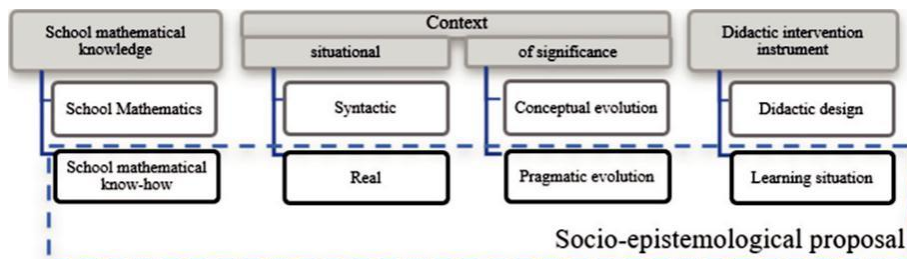 School mathematical
knowledge
Context
situational
of significance
Didactic intervention
instrument
School Mathematics
Syntactic
Conceptual evolution
Didactic design
School mathematical
know-how
Real
Pragmatic evolution
Learning situation
Socio-epistemological proposal